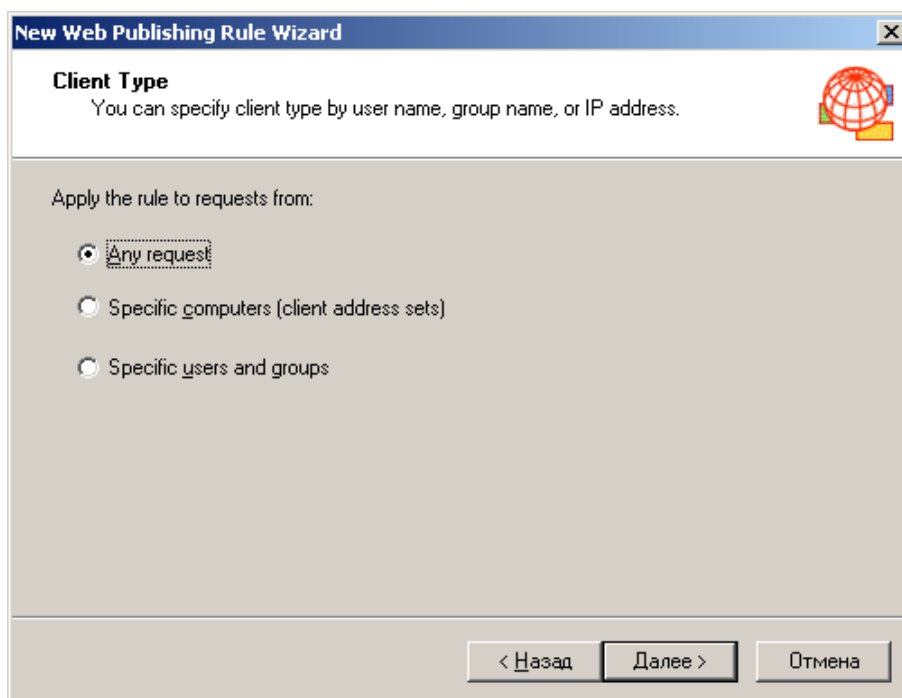 New Web Publishing Rule Wizard
Client Type
You can specify client type by user name, group name, or IP address.
Apply the rule to requests from:
Any request
Specific computers (client address sets)
Specific users and groups
< Назад Далее > Отмена